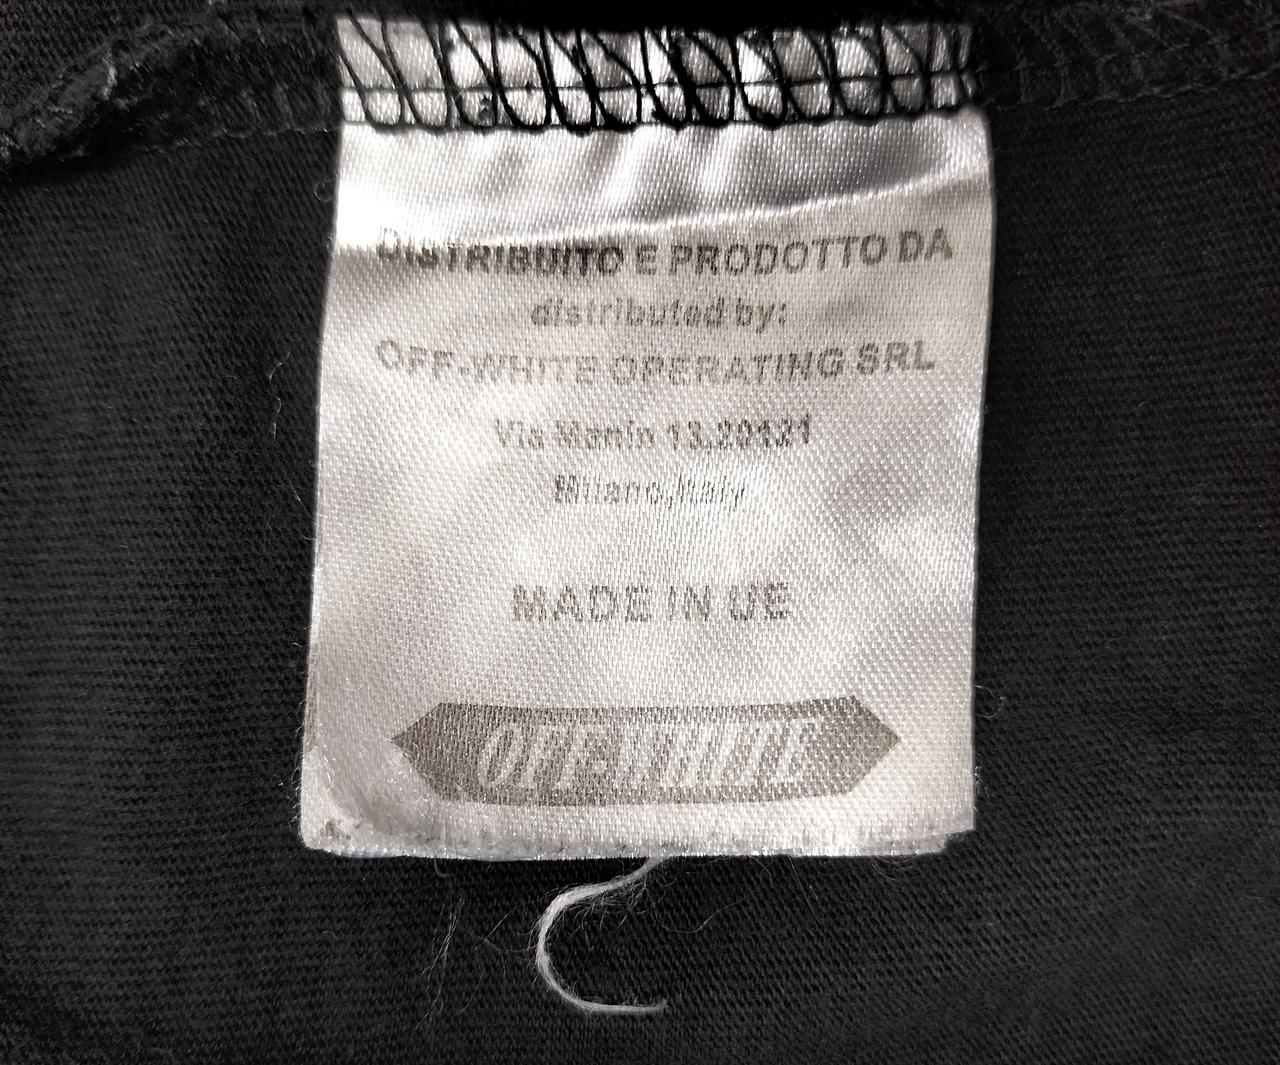 DISTRIBUITO E PRODOTTO DA
distributed by:
OFF-WHITE OPERATING SRL
Via Manin 13,20121
Milano,Italy
MADE IN UE
OFF-WHITE